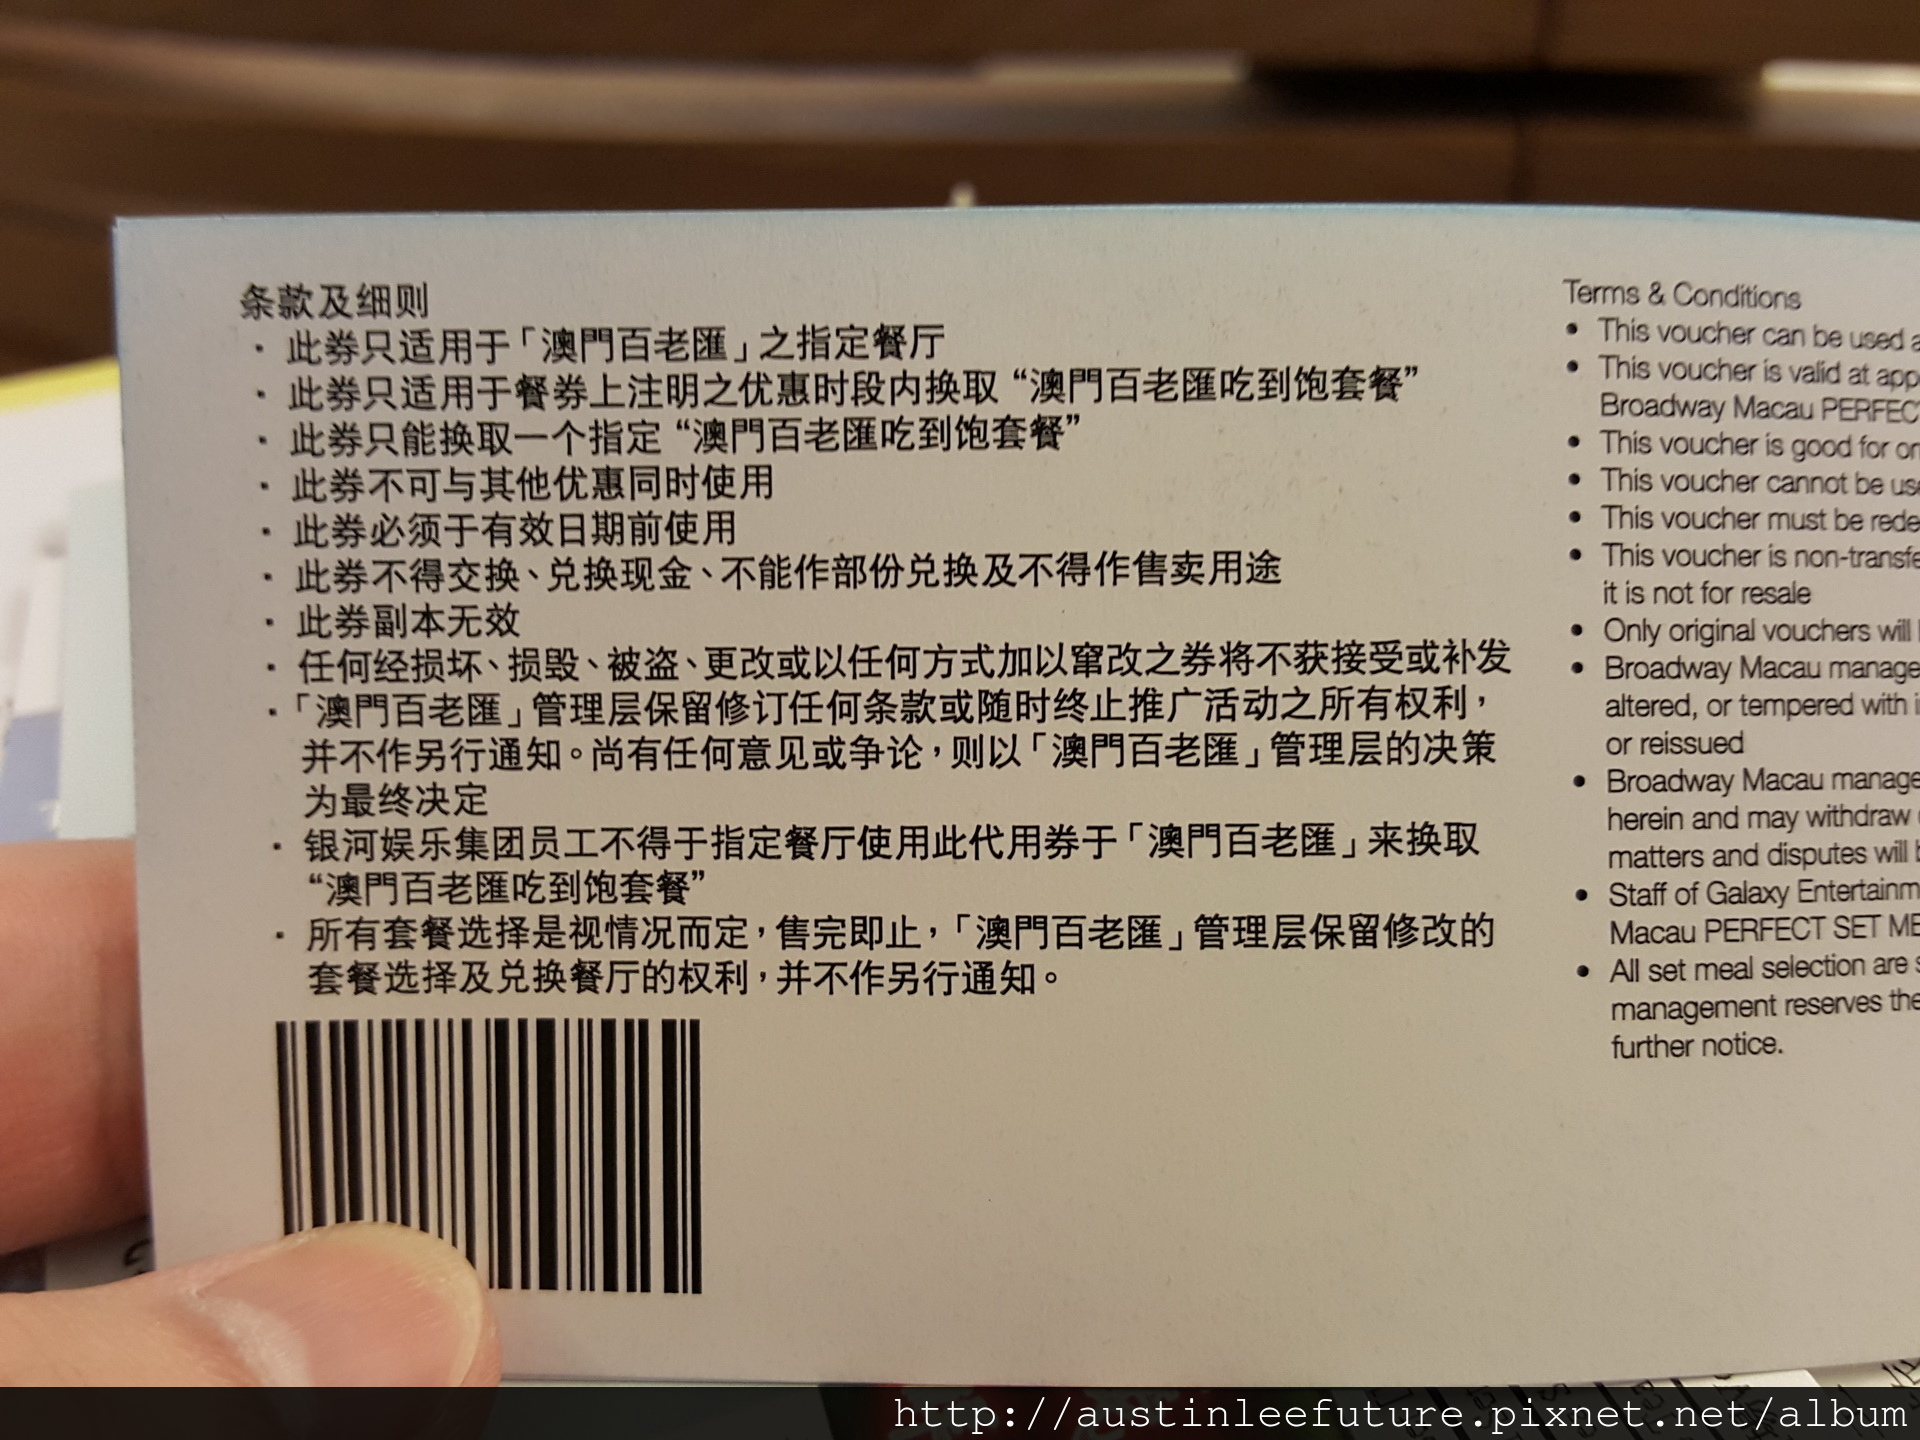 条款及细则
· 此券只适用于「澳門百老匯」之指定餐厅
· 此券只适用于餐券上注明之优惠时段内换取 “澳門百老匯吃到饱套餐”
· 此券只能换取一个指定 “澳門百老匯吃到饱套餐”
· 此券不可与其他优惠同时使用
· 此券必须于有效日期前使用
· 此券不得交换、兑换现金、不能作部份兑换及不得作售卖用途
· 此券副本无效
· 任何经损坏、损毁、被盗、更改或以任何方式加以窜改之券将不获接受或补发
·「澳門百老匯」管理层保留修订任何条款或随时终止推广活动之所有权利，
并不作另行通知。尚有任何意见或争论，则以「澳門百老匯」管理层的决策
为最终决定
· 银河娱乐集团员工不得于指定餐厅使用此代用券于「澳門百老匯」来换取
“澳門百老匯吃到饱套餐”
· 所有套餐选择是视情况而定，售完即止，「澳門百老匯」管理层保留修改的
套餐选择及兑换餐厅的权利，并不作另行通知。
Terms & Conditions
• This voucher can be used
• This voucher is valid at
Broadway Macau
• This voucher is good for
• This voucher cannot be
• This voucher must be
• This voucher is
it is not for resale
• Only original vouchers will
• Broadway Macau
altered, or tempered with
or reissued
• Broadway Macau
herein and may withdraw
matters and disputes will
• Staff of Galaxy
Macau PERFECT SET
• All set meal selection are
management reserves the
further notice.
http://austinleefuture.pixnet.net/album